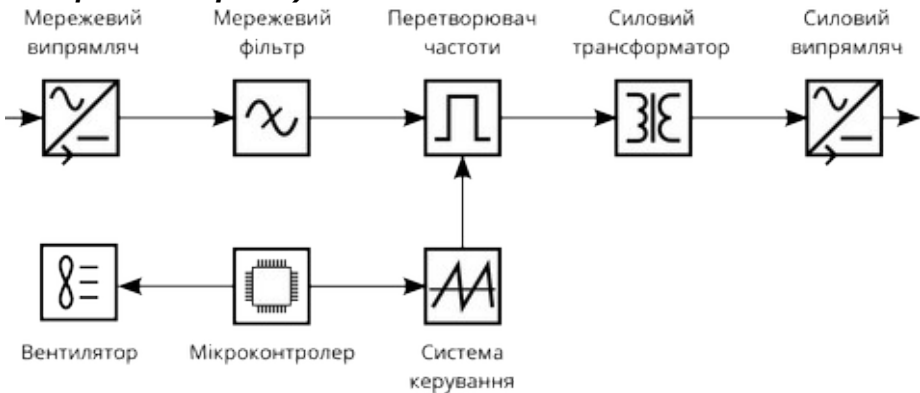 Мережевий
випрямляч
Мережевий
фільтр
Перетворювач
частоти
Силовий
трансформатор
Силовий
випрямляч
Вентилятор
Мікроконтролер
Система
керування